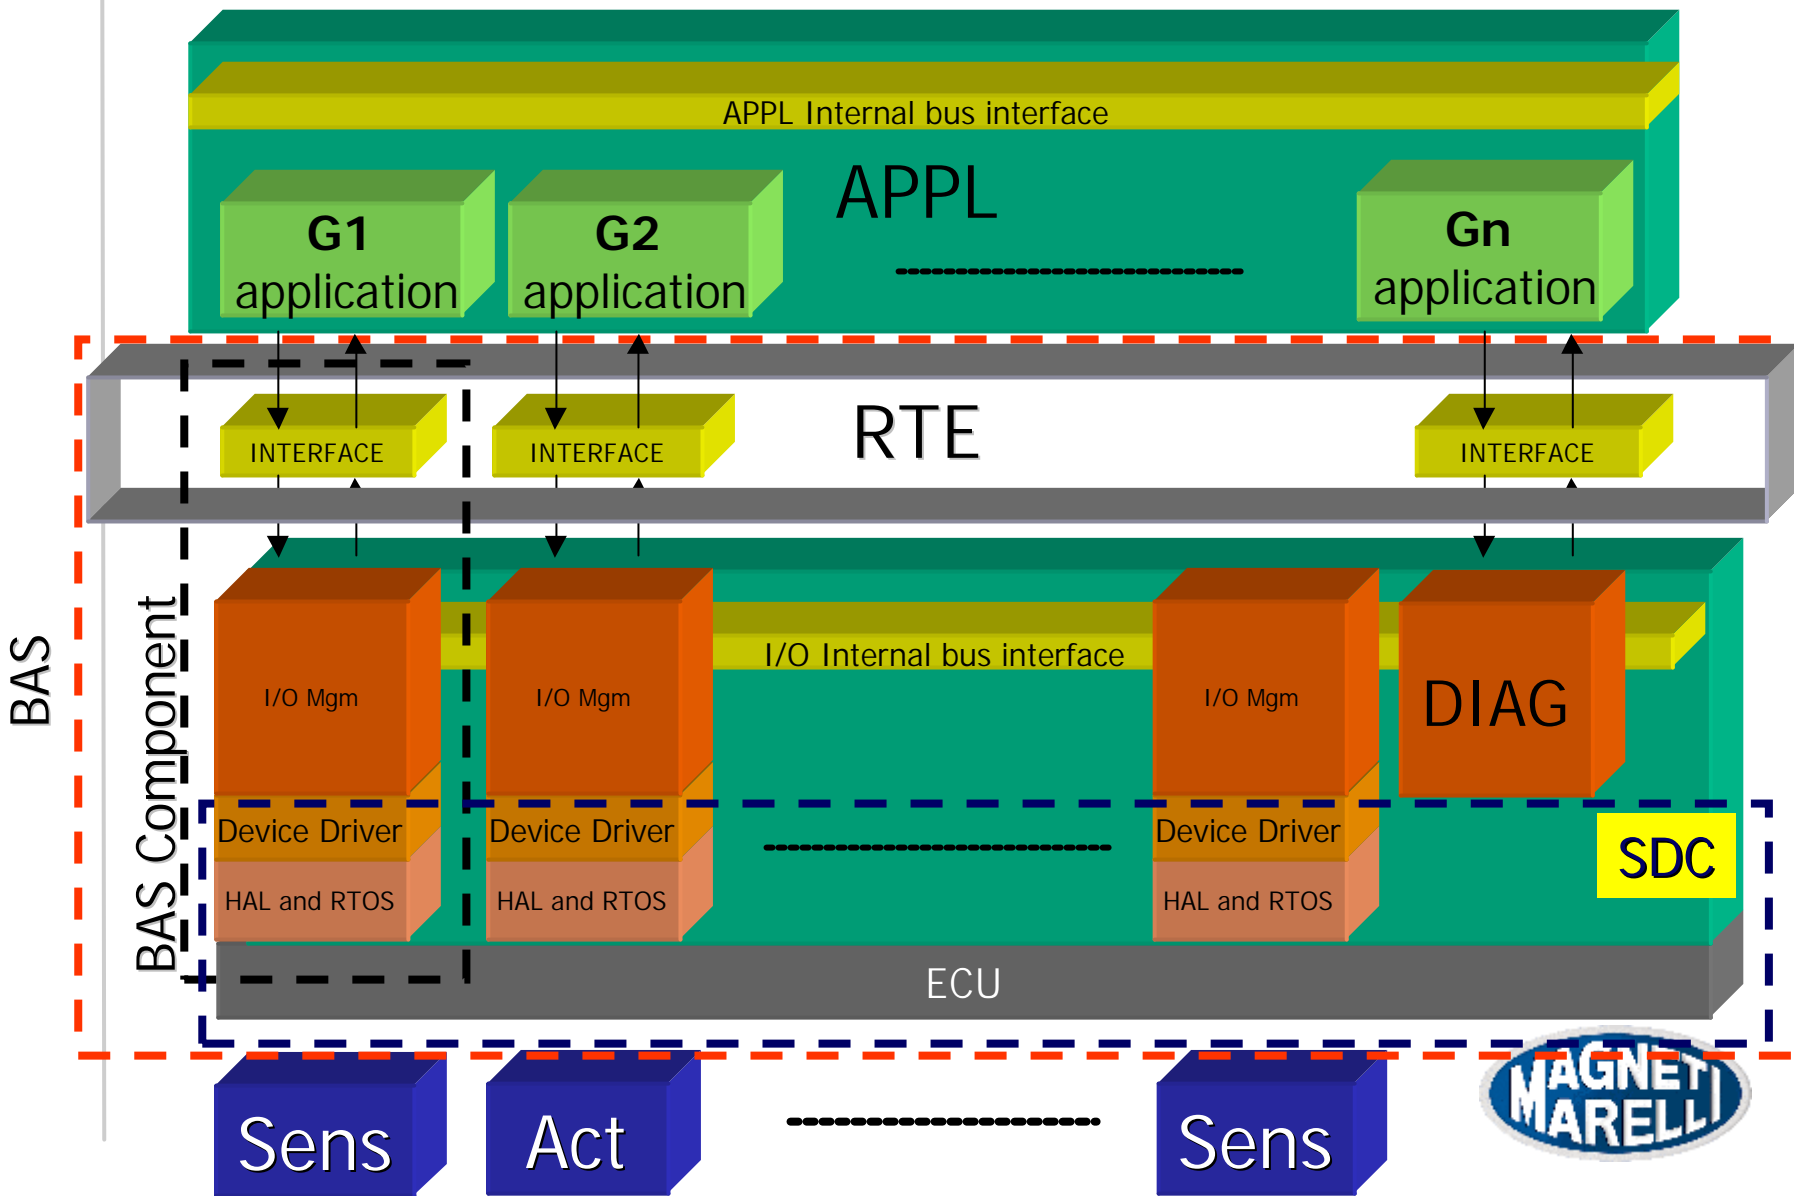 APPL Internal bus interface
APPL
G1
application
G2
application
Gn
application
RTE
INTERFACE
INTERFACE
INTERFACE
BAS
BAS Component
I/O Internal bus interface
I/O Mgm
I/O Mgm
I/O Mgm
DIAG
Device Driver
Device Driver
Device Driver
SDC
HAL and RTOS
HAL and RTOS
HAL and RTOS
ECU
Sens
Act
Sens
MAGNETI
MARELLI